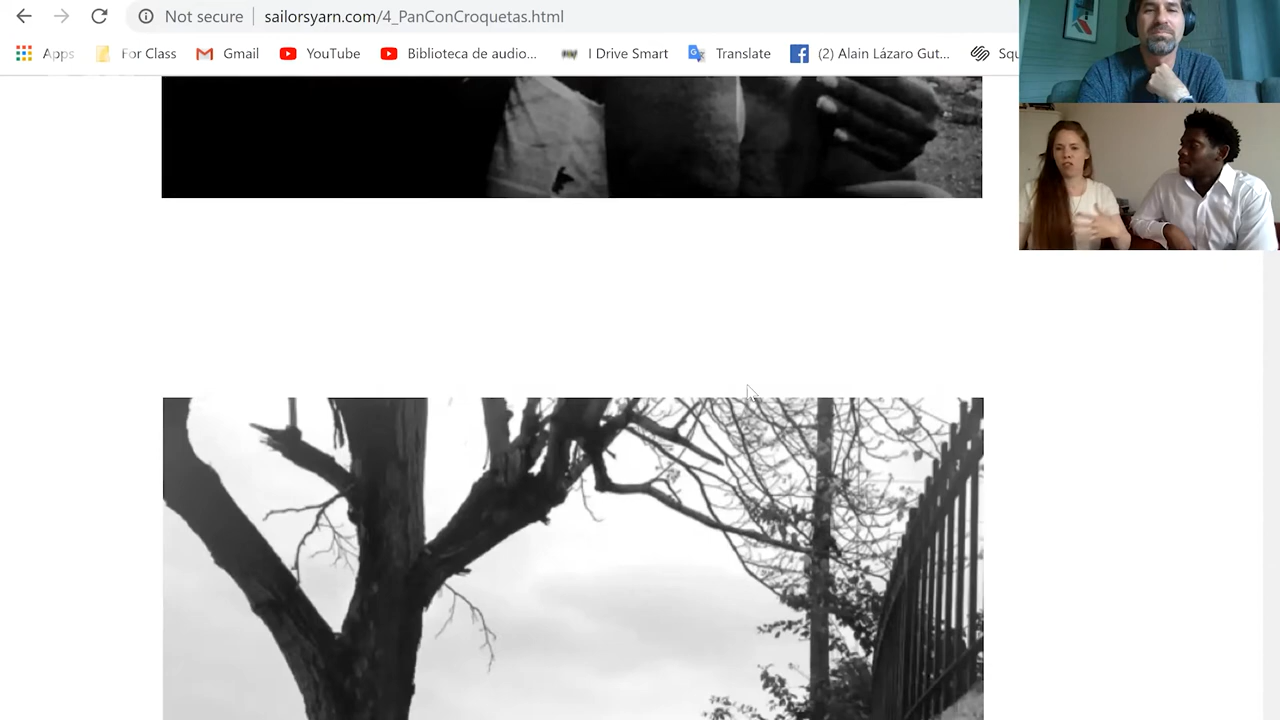 Not secure sailorsyarn.com/4_PanConCroquetas.html
Apps For Class Gmail YouTube Biblioteca de audio... I Drive Smart Translate (2) Alain Lázaro Gut... Squ